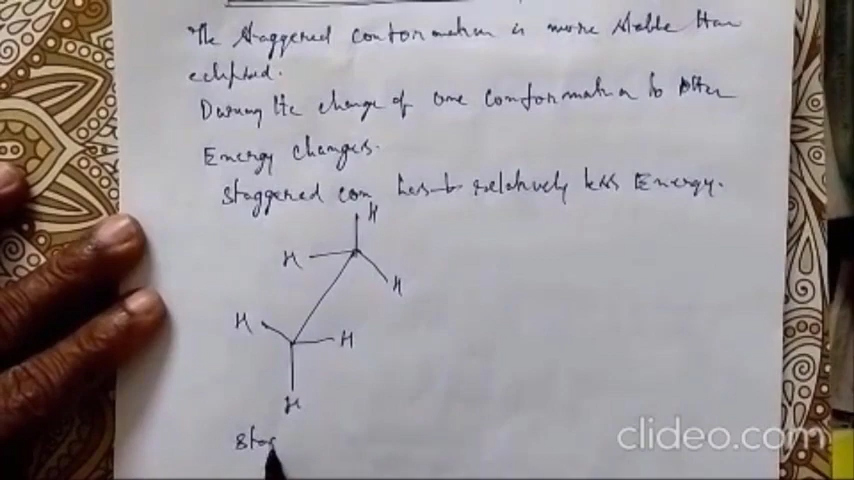 The staggered conformation is more stable than
eclipsed.
During the change of one conformation to other
Energy changes.
Staggered con has relatively less Energy.
H
H
H
H
H
H
stag
clideo.com